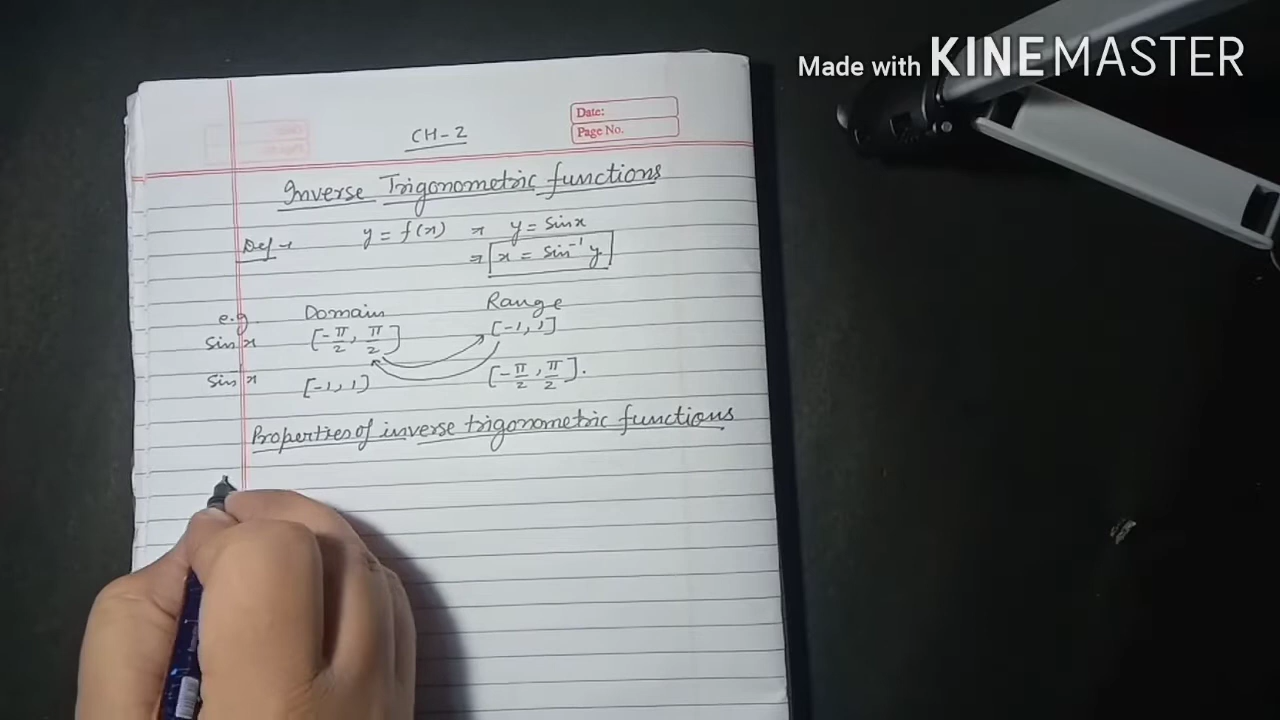 Made with KINEMASTER
Date:
Page No.
CH-2
Inverse Trigonometric functions
Def → y = f(x) ⇒ y = sinx
⇒ x = sin⁻¹ y
e.g Domain Range
Sin x [-π/2, π/2] [-1, 1]
Sin x [-1, 1] [-π/2, π/2].
Properties of inverse trigonometric functions